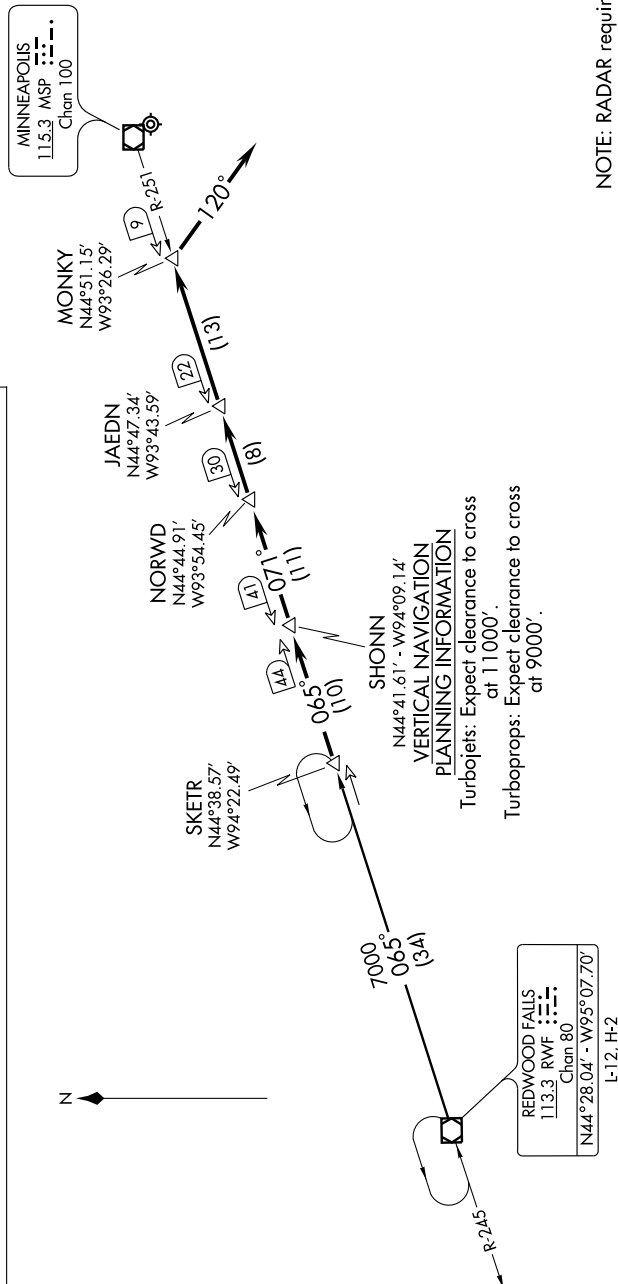 MINNEAPOLIS
115.3 MSP
Chan 100
R-251
9
120°
MONKY
N44°51.15'
W93°26.29'
(13)
22
JAEDN
N44°47.34'
W93°43.59'
(8)
30
NORWD
N44°44.91'
W93°54.45'
071°
(11)
41
44
SHONN
N44°41.61' - W94°09.14'
VERTICAL NAVIGATION
PLANNING INFORMATION
Turbojets: Expect clearance to cross
at 11000'.
Turboprops: Expect clearance to cross
at 9000'.
065°
(10)
SKETR
N44°38.57'
W94°22.49'
7000
065°
(34)
N
REDWOOD FALLS
113.3 RWF
Chan 80
N44°28.04' - W95°07.70'
L-12, H-2
R-245
NOTE: RADAR